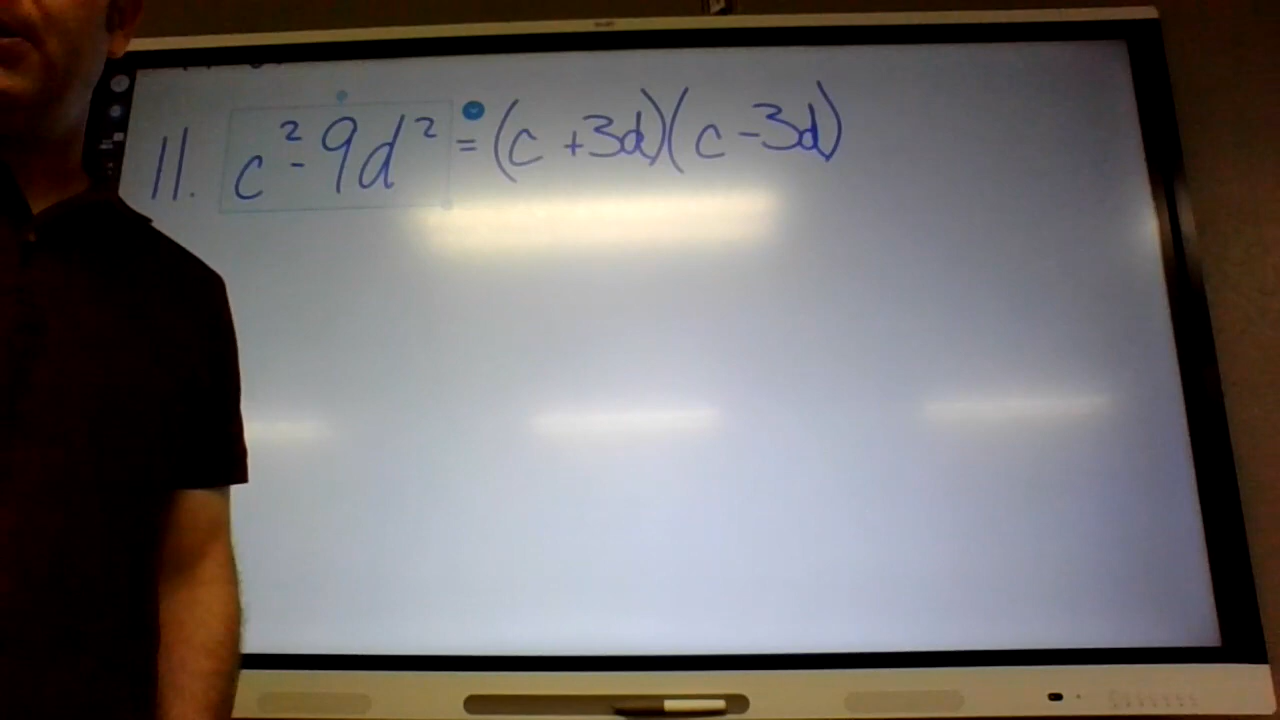 11. c² - 9d² = (c + 3d)(c - 3d)